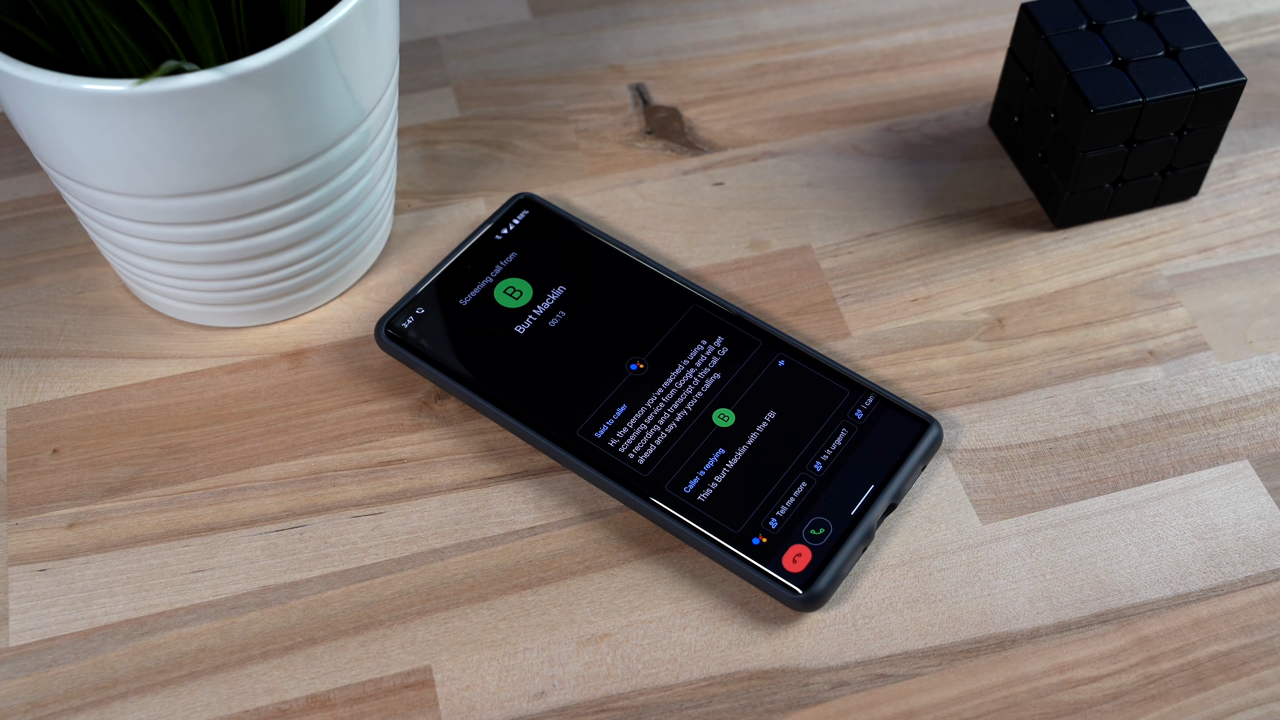 3:47
88%
Screening call from
B
Burt Macklin
00:13
Said to caller
Hi, the person you've reached is using a
screening service from Google, and will get
a recording and transcript of this call. Go
ahead and say why you're calling.
B
Caller is replying
This is Burt Macklin with the FBI
Tell me more
Is it urgent?
I can